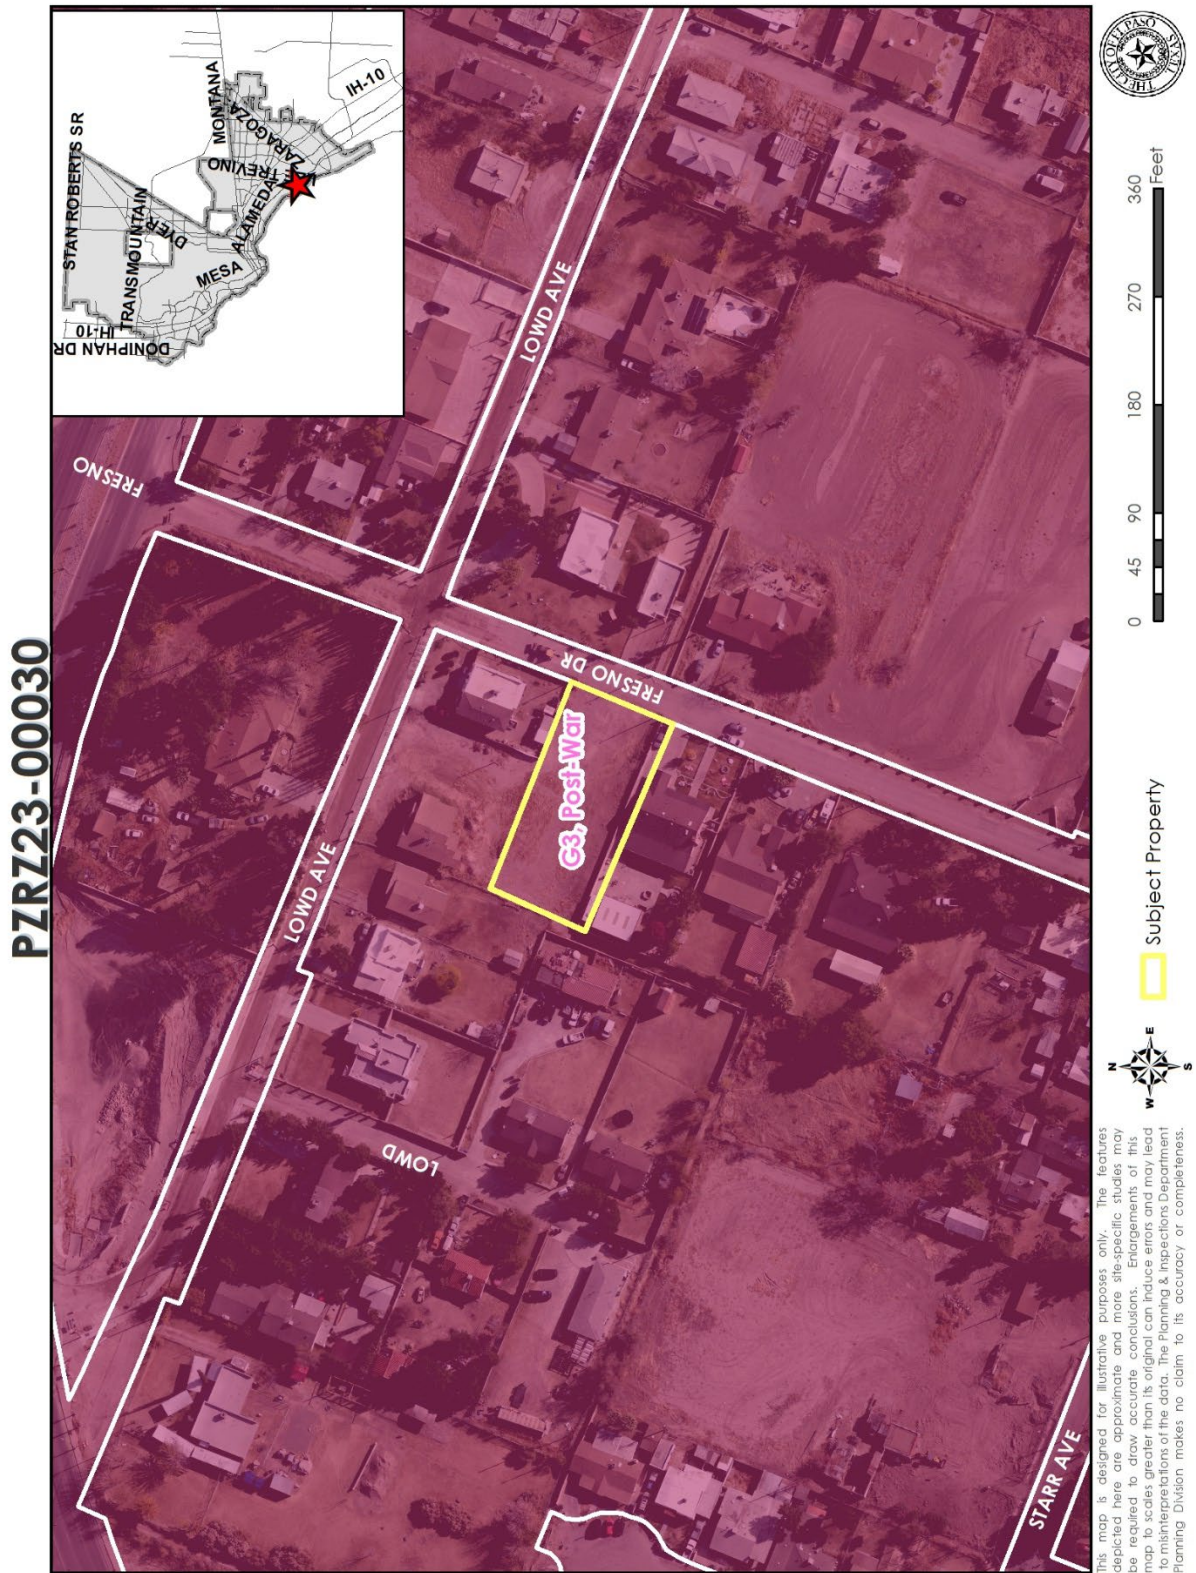 PZRZ23-00030
STAN ROBERTS SR
DONIPHAN DR
IH-10
TRANSMOUNTAIN
DYER
MESA
ALAMEDA
MONTANA
TREVINO
ZARAGOZA
IH-10
FRESNO
LOWD AVE
LOWD AVE
LOWD
FRESNO DR
G3, Post-War
STARR AVE
This map is designed for illustrative purposes only. The features
depicted here are approximate and more site-specific studies may
be required to draw accurate conclusions. Enlargements of this
map to scales greater than its original can induce errors and may lead
to misinterpretations of the data. The Planning & Inspections Department
Planning Division makes no claim to its accuracy or completeness.
N
W
E
S
Subject Property
0 45 90 180 270 360
Feet
THE CITY OF EL PASO
TEXAS